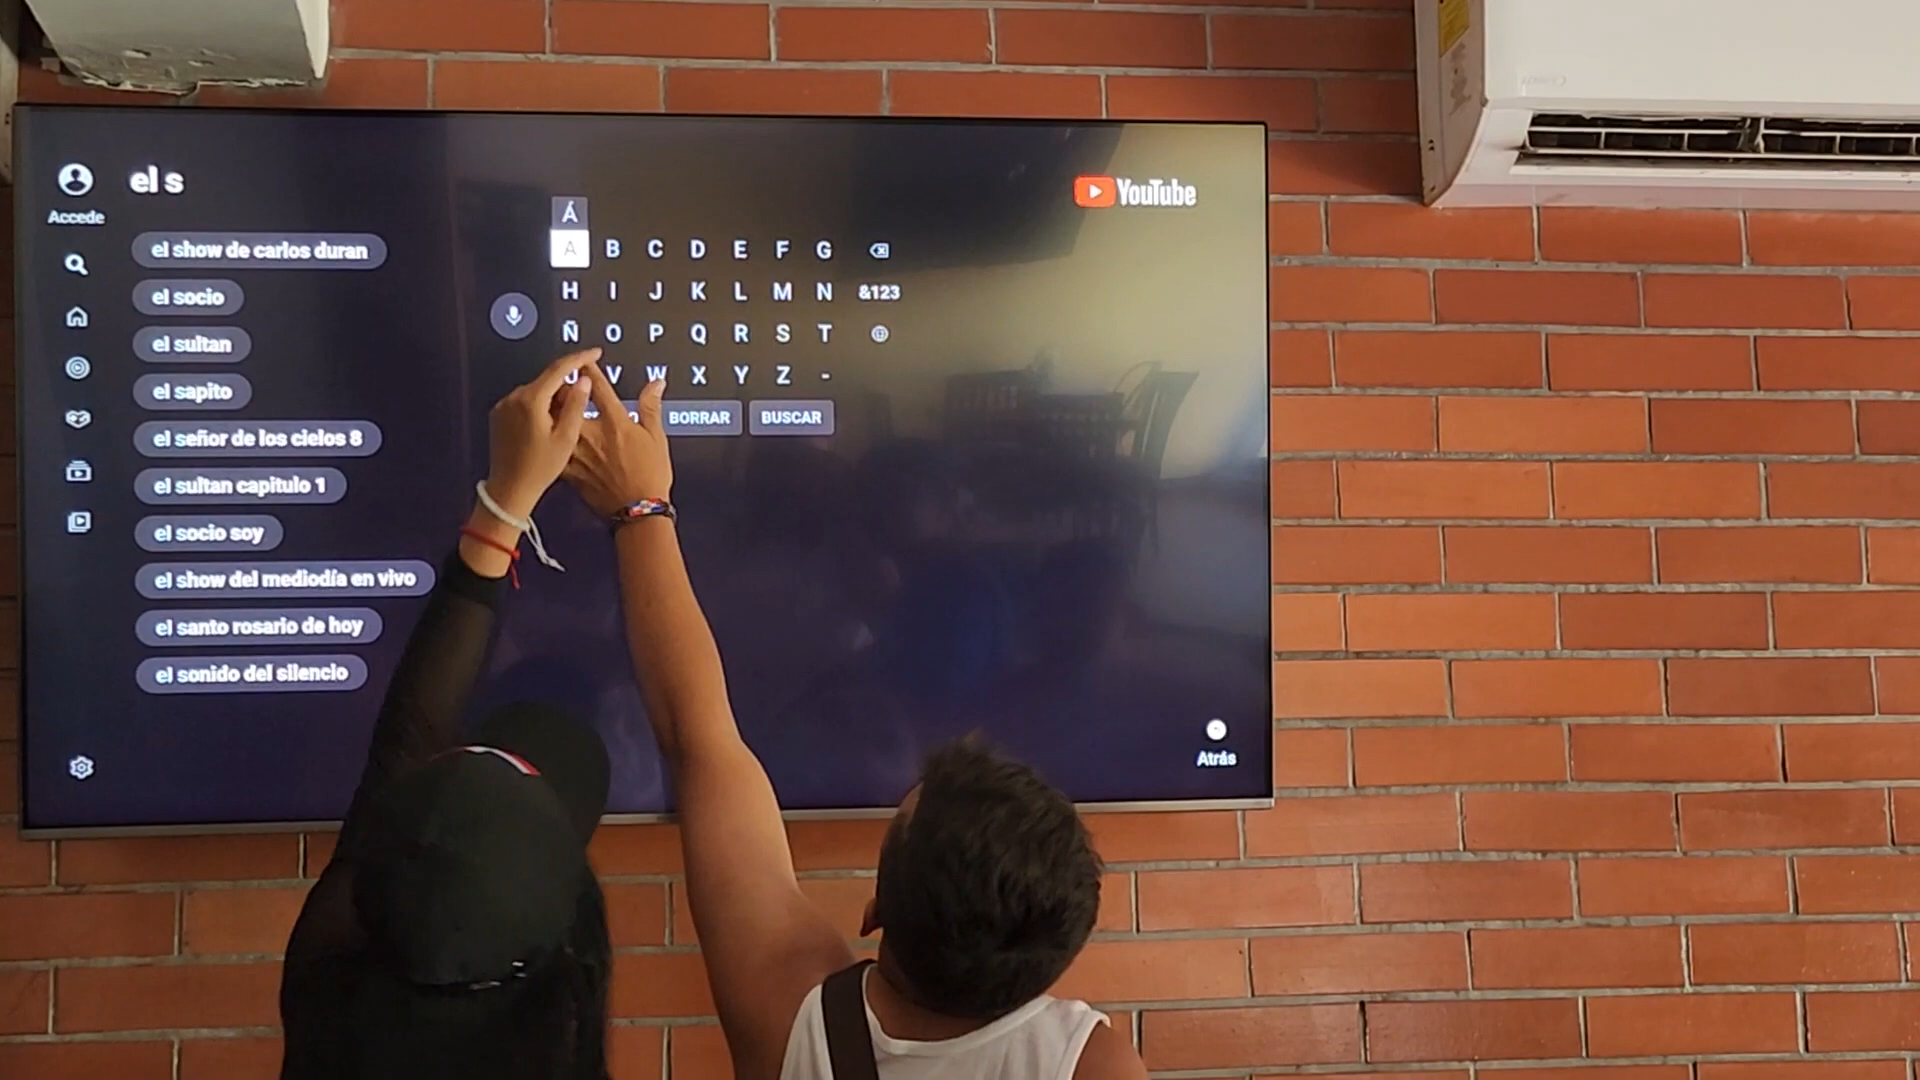 el s
YouTube
Accede
Á
A B C D E F G
H I J K L M N &123
Ñ O P Q R S T
U V W X Y Z -
BORRAR BUSCAR
el show de carlos duran
el socio
el sultan
el sapito
el señor de los cielos 8
el sultan capitulo 1
el socio soy
el show del mediodía en vivo
el santo rosario de hoy
el sonido del silencio
Atrás